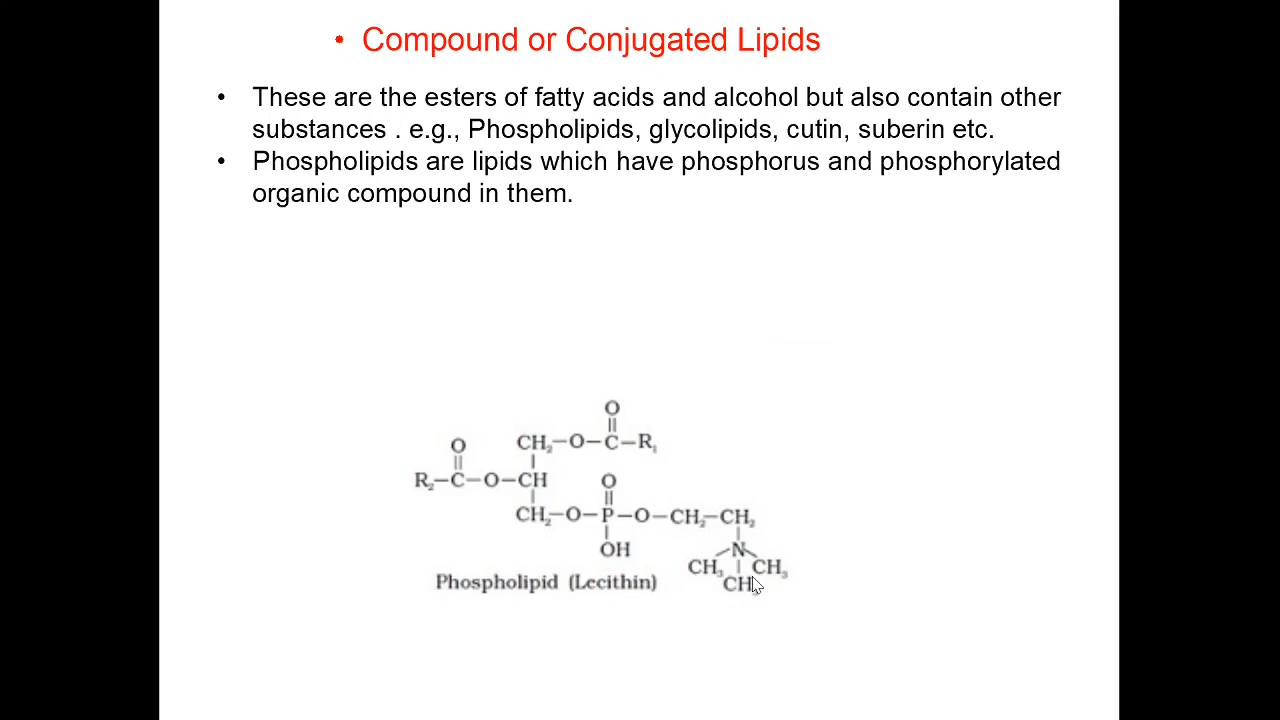 • Compound or Conjugated Lipids
• These are the esters of fatty acids and alcohol but also contain other
substances . e.g., Phospholipids, glycolipids, cutin, suberin etc.
• Phospholipids are lipids which have phosphorus and phosphorylated
organic compound in them.
O
O CH₂–O–C–R₁
R₂–C–O–CH O
CH₂–O–P–O–CH₂–CH₂
OH N
CH₃ CH₃
Phospholipid (Lecithin) CH